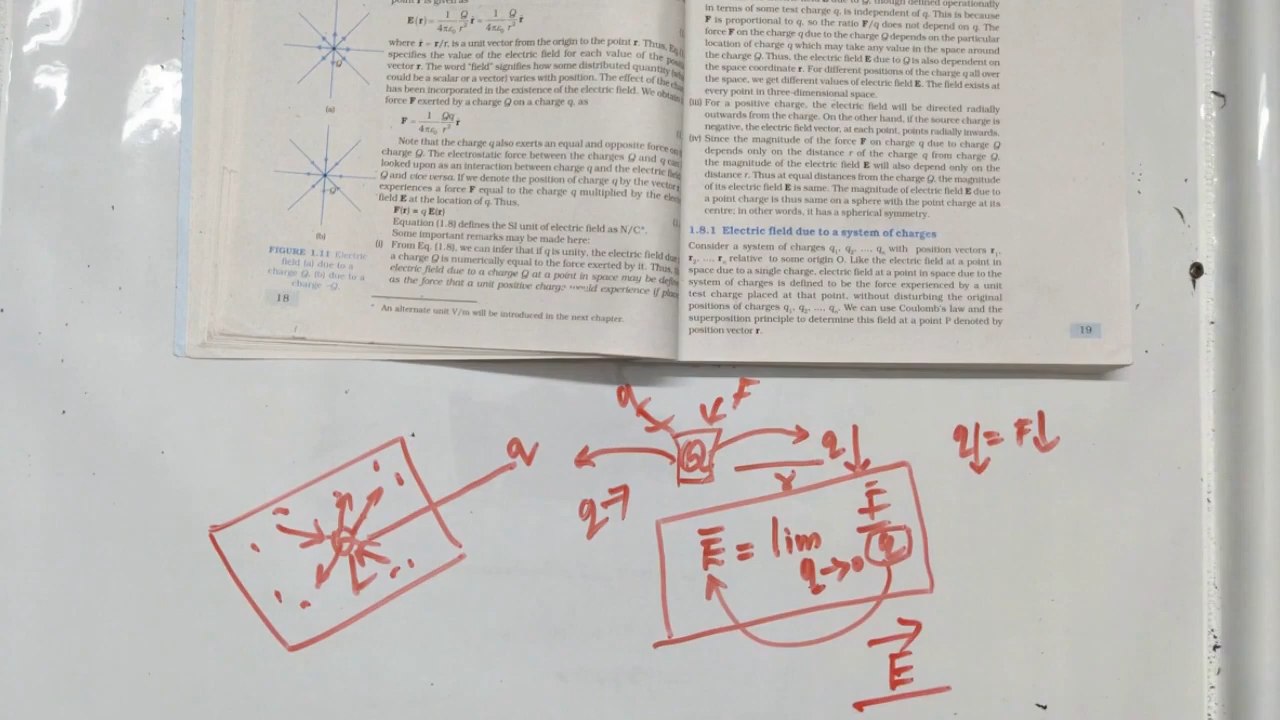 E(r) = 1/4πε₀ Q/r² r̂ = 1/4πε₀ Q/r² r̂
where r̂ = r/r, is a unit vector from the origin to the point r. Thus, Eq.
specifies the value of the electric field for each value of the
vector r. The word "field" signifies how some distributed quantity
could be a scalar or a vector) varies with position. The effect of the
has been incorporated in the existence of the electric field. We obtain
force F exerted by a charge Q on a charge q, as
F = 1/4πε₀ Qq/r² r̂
Note that the charge q also exerts an equal and opposite force on
charge Q. The electrostatic force between the charges Q and q can
looked upon as an interaction between charge q and the electric
Q and vice versa. If we denote the position of charge q by the vector
experiences a force F equal to the charge q multiplied by the
field E at the location of q. Thus,
F(r) = q E(r)
Equation (1.8) defines the SI unit of electric field as N/C*.
Some important remarks may be made here:
(i) From Eq. (1.8), we can infer that if q is unity, the electric field due
a charge Q is numerically equal to the force exerted by it. Thus,
electric field due to a charge Q at a point in space may be
as the force that a unit positive charge would experience if
* An alternate unit V/m will be introduced in the next chapter.
(a)
(b)
FIGURE 1.11 Electric
field (a) due to a
charge Q, (b) due to a
charge –Q.
18
in terms of some test charge q, is independent of q. This is because
F is proportional to q, so the ratio F/q does not depend on q. The
force F on the charge q due to the charge Q depends on the particular
location of charge q which may take any value in the space around
the charge Q. Thus, the electric field E due to Q is also dependent on
the space coordinate r. For different positions of the charge q all over
the space, we get different values of electric field E. The field exists at
every point in three-dimensional space.
(iii) For a positive charge, the electric field will be directed radially
outwards from the charge. On the other hand, if the source charge is
negative, the electric field vector, at each point, points radially inwards.
(iv) Since the magnitude of the force F on charge q due to charge Q
depends only on the distance r of the charge q from charge Q,
the magnitude of the electric field E will also depend only on the
distance r. Thus at equal distances from the charge Q, the magnitude
of its electric field E is same. The magnitude of electric field E due to
a point charge is thus same on a sphere with the point charge at its
centre; in other words, it has a spherical symmetry.
1.8.1 Electric field due to a system of charges
Consider a system of charges q₁, q₂, ..., qₙ with position vectors r₁,
r₂, ..., rₙ relative to some origin O. Like the electric field at a point in
space due to a single charge, electric field at a point in space due to the
system of charges is defined to be the force experienced by a unit
test charge placed at that point, without disturbing the original
positions of charges q₁, q₂, ..., qₙ. We can use Coulomb's law and the
superposition principle to determine this field at a point P denoted by
position vector r.
19
q F
Q q↓
q↓ = F↓
r
E = lim q→0 F/q
E